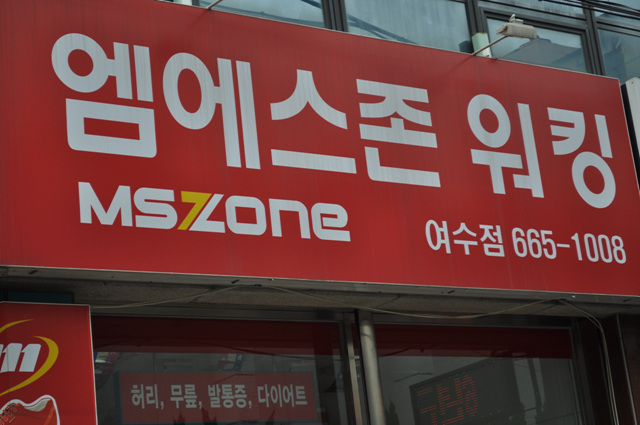 엠에스존 워킹
MSZONE
여수점 665-1008
m
허리, 무릎, 발통증, 다이어트